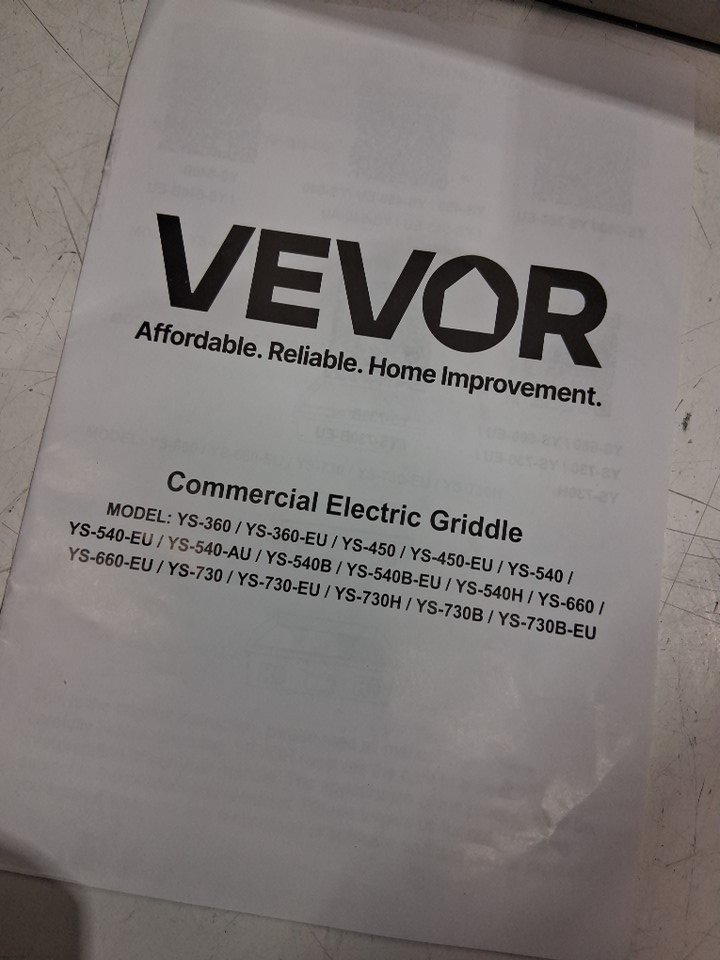 VEVOR
Affordable. Reliable. Home Improvement.
Commercial Electric Griddle
MODEL: YS-360 / YS-360-EU / YS-450 / YS-450-EU / YS-540 /
YS-540-EU / YS-540-AU / YS-540B / YS-540B-EU / YS-540H / YS-660 /
YS-660-EU / YS-730 / YS-730-EU / YS-730H / YS-730B / YS-730B-EU